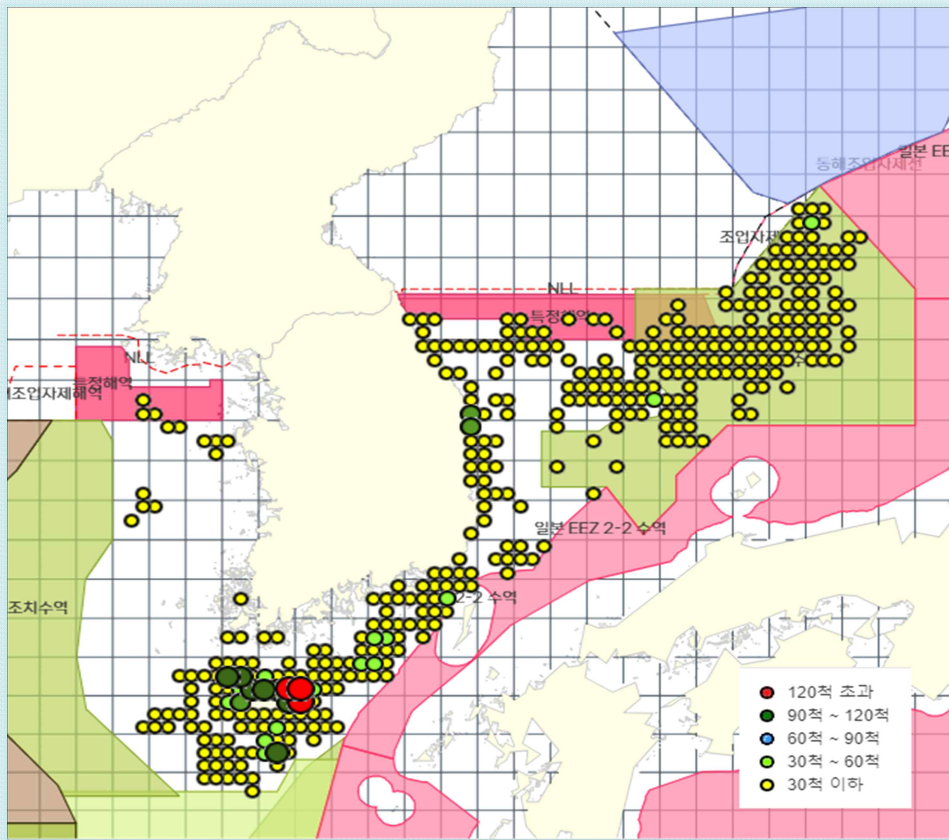 일본 EE
동해조업자제선
조업자제
NLL
특정해역
NLL
특정해역
조업자제해역
수
일본 EEZ 2-2 수역
2-2 수역
조치수역
120척 초과
90척 ~ 120척
60척 ~ 90척
30척 ~ 60척
30척 이하